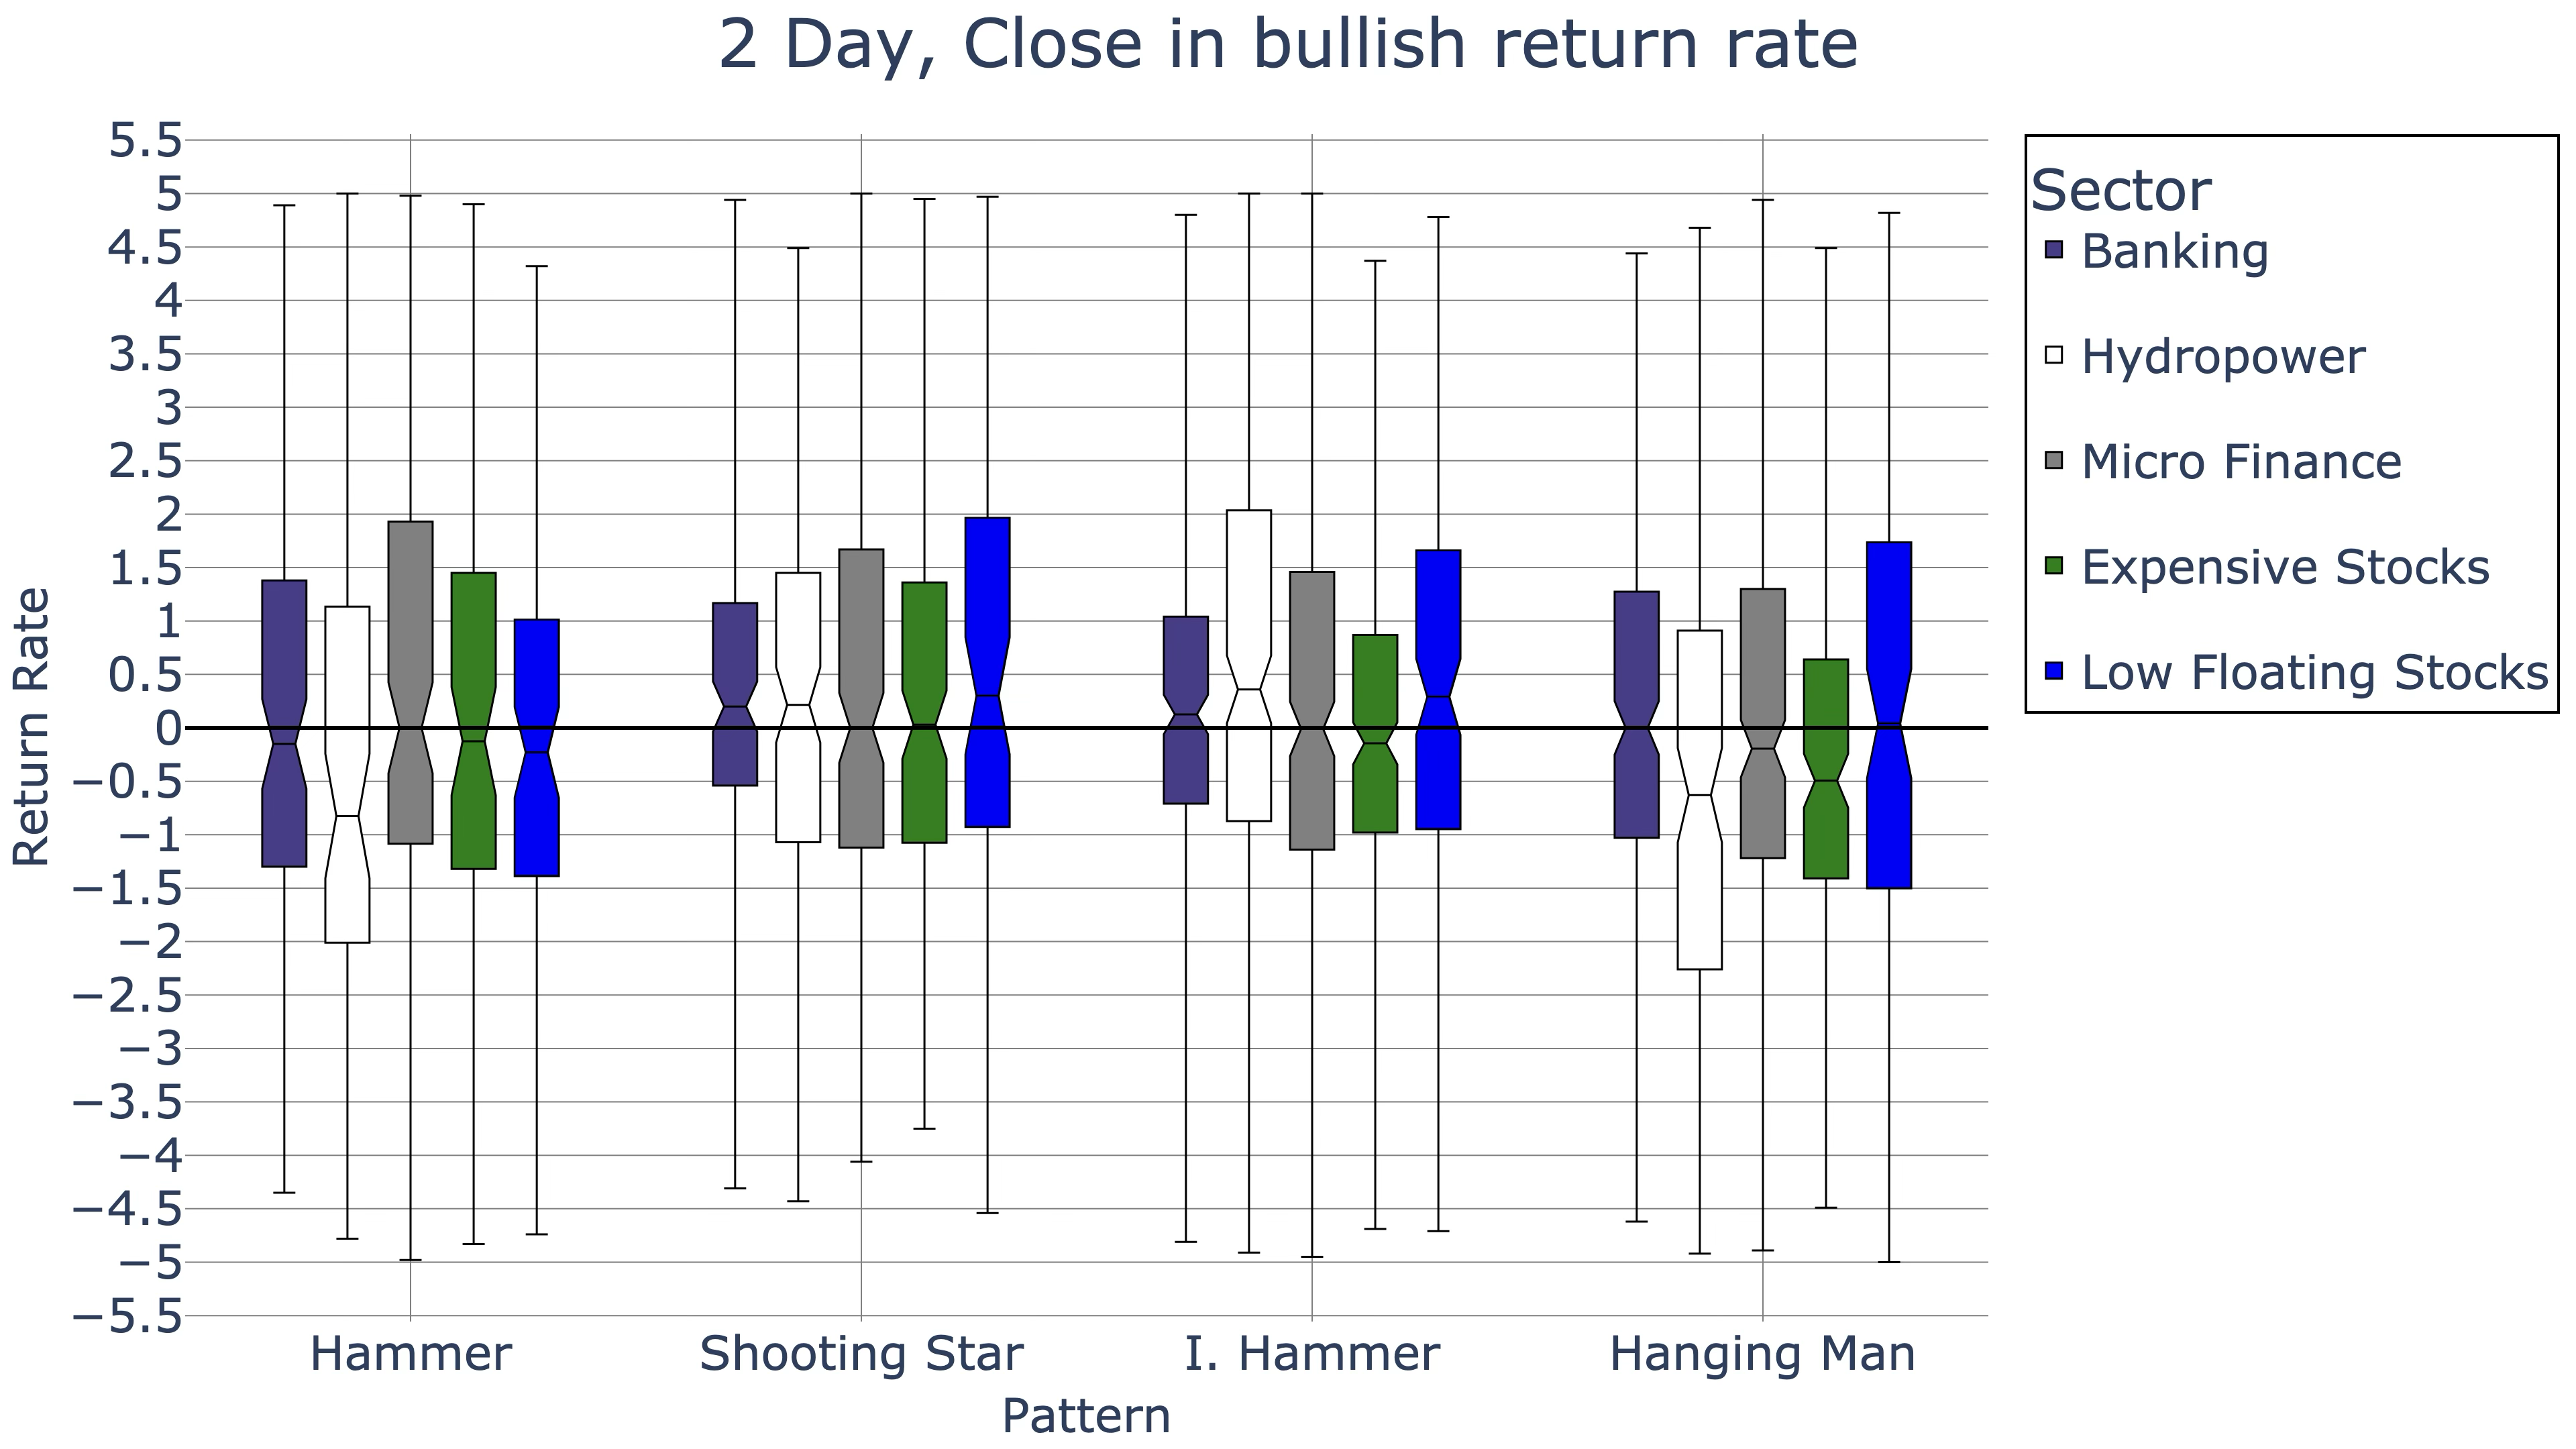 2 Day, Close in bullish return rate
5.5
5
4.5
4
3.5
3
2.5
2
1.5
1
0.5
0
−0.5
−1
−1.5
−2
−2.5
−3
−3.5
−4
−4.5
−5
−5.5
Return Rate
Hammer
Shooting Star
I. Hammer
Hanging Man
Pattern
Sector
Banking
Hydropower
Micro Finance
Expensive Stocks
Low Floating Stocks